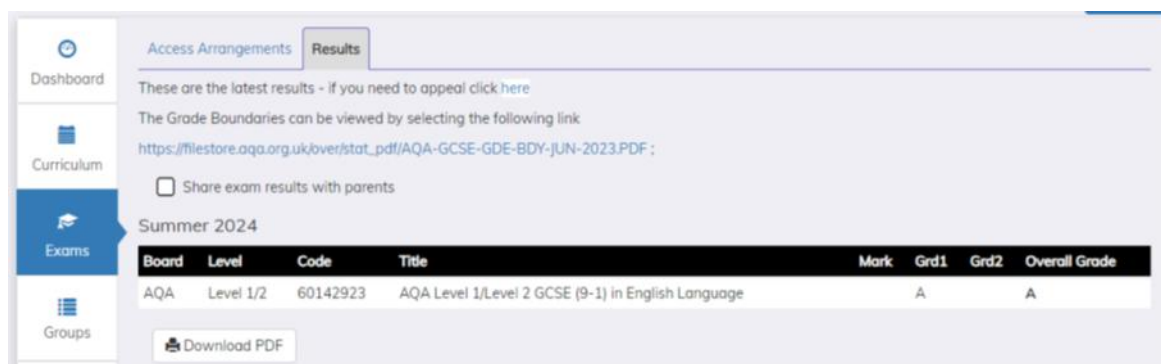 Access Arrangements Results
Dashboard
These are the latest results - if you need to appeal click here
The Grade Boundaries can be viewed by selecting the following link
https://filestore.aqa.org.uk/over/stat_pdf/AQA-GCSE-GDE-BDY-JUN-2023.PDF ;
Curriculum
Share exam results with parents
Summer 2024
Exams
Board Level Code Title Mark Grd1 Grd2 Overall Grade
AQA Level 1/2 60142923 AQA Level 1/Level 2 GCSE (9-1) in English Language A A
Groups
Download PDF